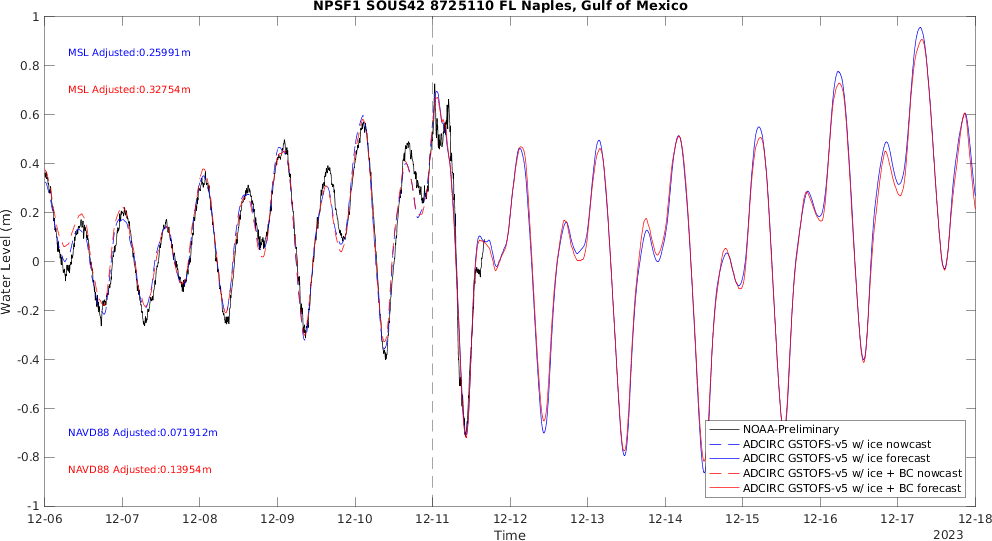 NPSF1 SOUS42 8725110 FL Naples, Gulf of Mexico
1
0.8
0.6
0.4
0.2
0
-0.2
-0.4
-0.6
-0.8
-1
Water Level (m)
MSL Adjusted:0.25991m
MSL Adjusted:0.32754m
NAVD88 Adjusted:0.071912m
NAVD88 Adjusted:0.13954m
NOAA-Preliminary
ADCIRC GSTOFS-v5 w/ ice nowcast
ADCIRC GSTOFS-v5 w/ ice forecast
ADCIRC GSTOFS-v5 w/ ice + BC nowcast
ADCIRC GSTOFS-v5 w/ ice + BC forecast
12-06 12-07 12-08 12-09 12-10 12-11 12-12 12-13 12-14 12-15 12-16 12-17 12-18
Time
2023